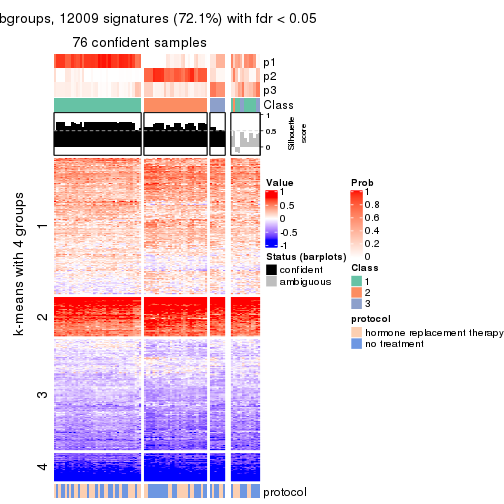 bgroups, 12009 signatures (72.1%) with fdr < 0.05
76 confident samples
p1
p2
p3
Class
1
0.5
0
Silhouette
score
k-means with 4 groups
1
2
3
4
Value
1
0.5
0
-0.5
-1
Status (barplots)
confident
ambiguous
Prob
1
0.8
0.6
0.4
0.2
0
Class
1
2
3
protocol
hormone replacement therapy
no treatment
protocol